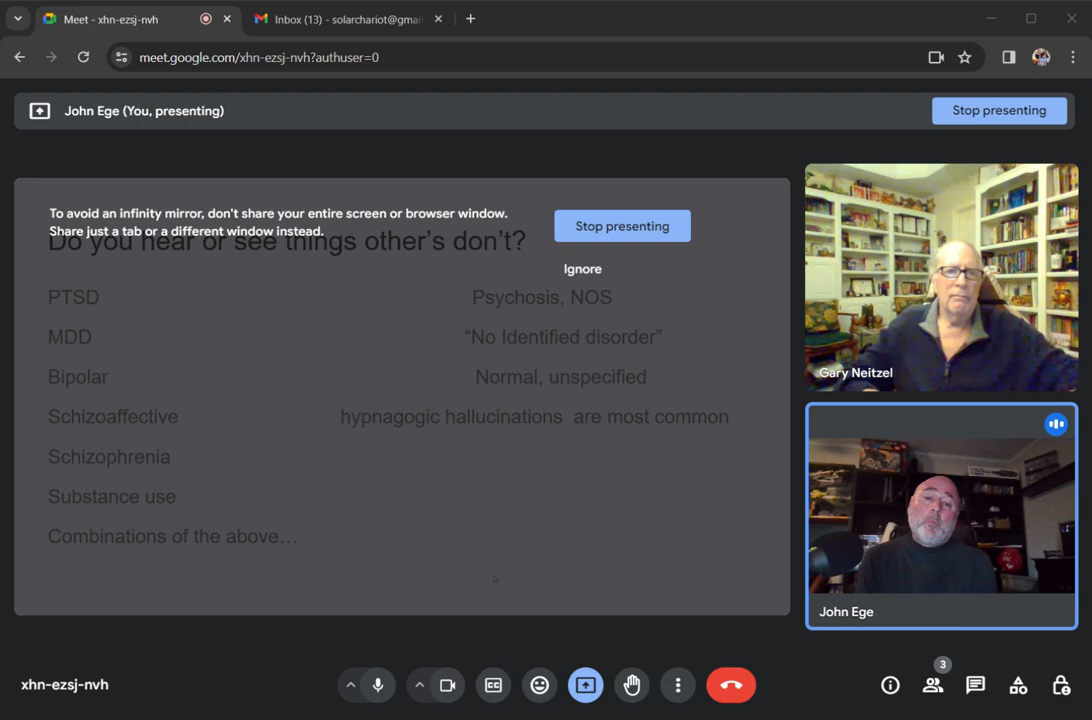 Meet - xhn-ezsj-nvh
Inbox (13) - solarchariot@gmai
meet.google.com/xhn-ezsj-nvh?authuser=0
John Ege (You, presenting)
Stop presenting
To avoid an infinity mirror, don't share your entire screen or browser window.
Share just a tab or a different window instead.
Stop presenting
Ignore
Do you hear or see things other's don't?
PTSD
Psychosis, NOS
MDD
"No Identified disorder"
Bipolar
Normal, unspecified
Schizoaffective
hypnagogic hallucinations are most common
Schizophrenia
Substance use
Combinations of the above…
Gary Neitzel
John Ege
xhn-ezsj-nvh
CC
3